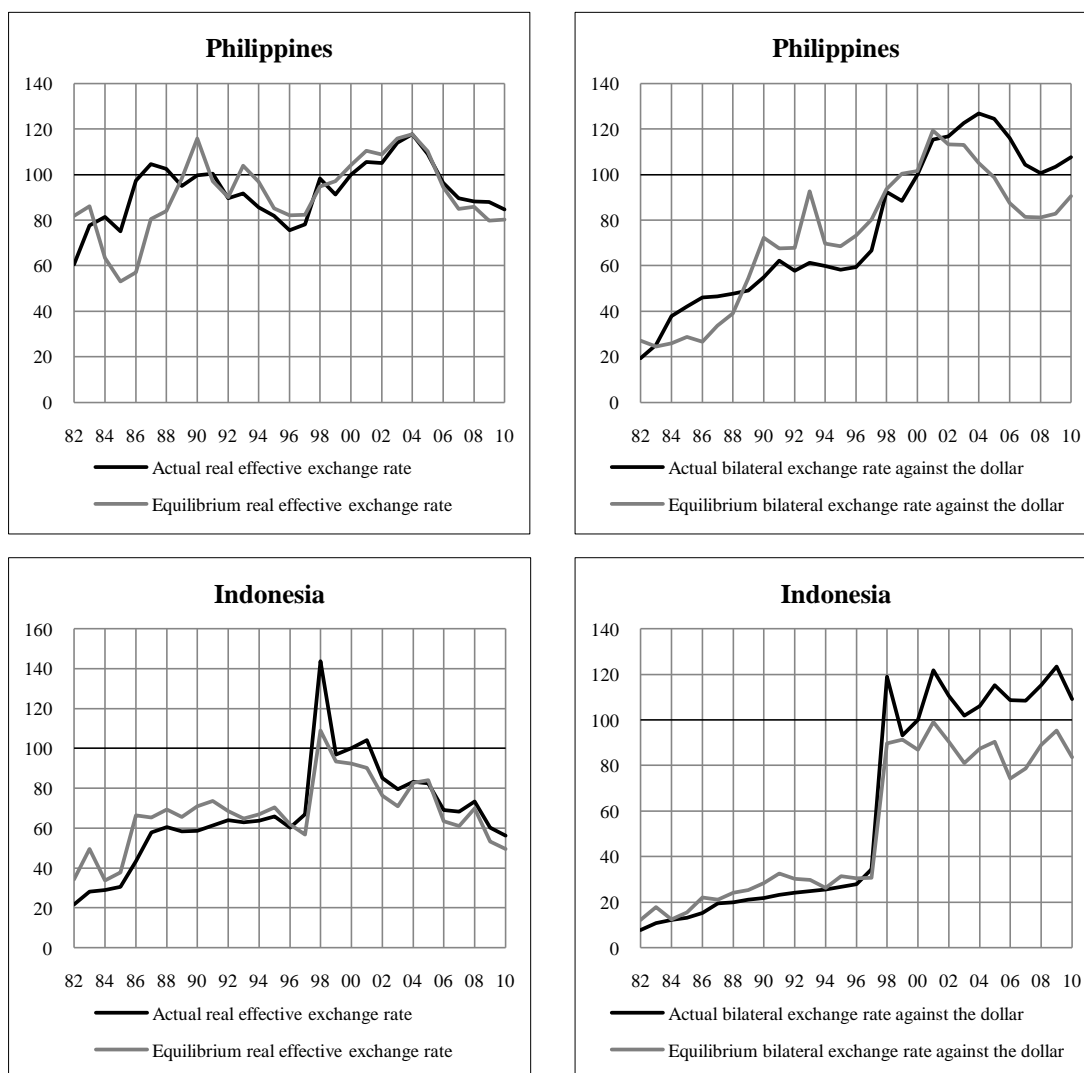 Philippines
140
120
100
80
60
40
20
0
82 84 86 88 90 92 94 96 98 00 02 04 06 08 10
Actual real effective exchange rate
Equilibrium real effective exchange rate
Philippines
140
120
100
80
60
40
20
0
82 84 86 88 90 92 94 96 98 00 02 04 06 08 10
Actual bilateral exchange rate against the dollar
Equilibrium bilateral exchange rate against the dollar
Indonesia
160
140
120
100
80
60
40
20
0
82 84 86 88 90 92 94 96 98 00 02 04 06 08 10
Actual real effective exchange rate
Equilibrium real effective exchange rate
Indonesia
140
120
100
80
60
40
20
0
82 84 86 88 90 92 94 96 98 00 02 04 06 08 10
Actual bilateral exchange rate against the dollar
Equilibrium bilateral exchange rate against the dollar